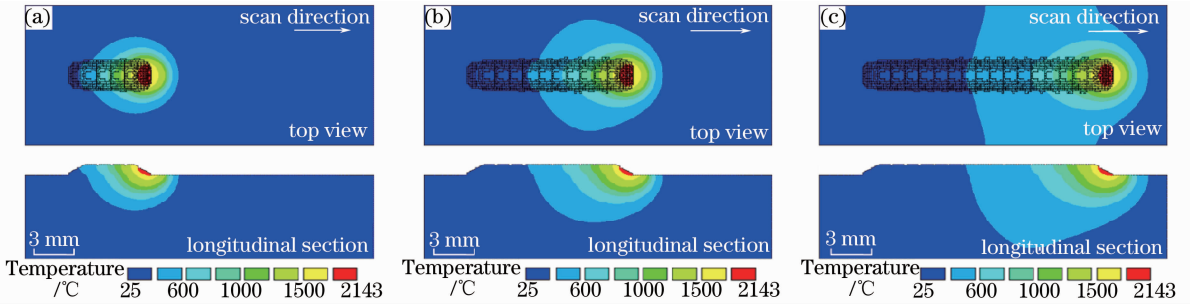 (a)
scan direction
top view
3 mm
longitudinal section
Temperature
/℃
25 600 1000 1500 2143
(b)
scan direction
top view
3 mm
longitudinal section
Temperature
/℃
25 600 1000 1500 2143
(c)
scan direction
top view
3 mm
longitudinal section
Temperature
/℃
25 600 1000 1500 2143